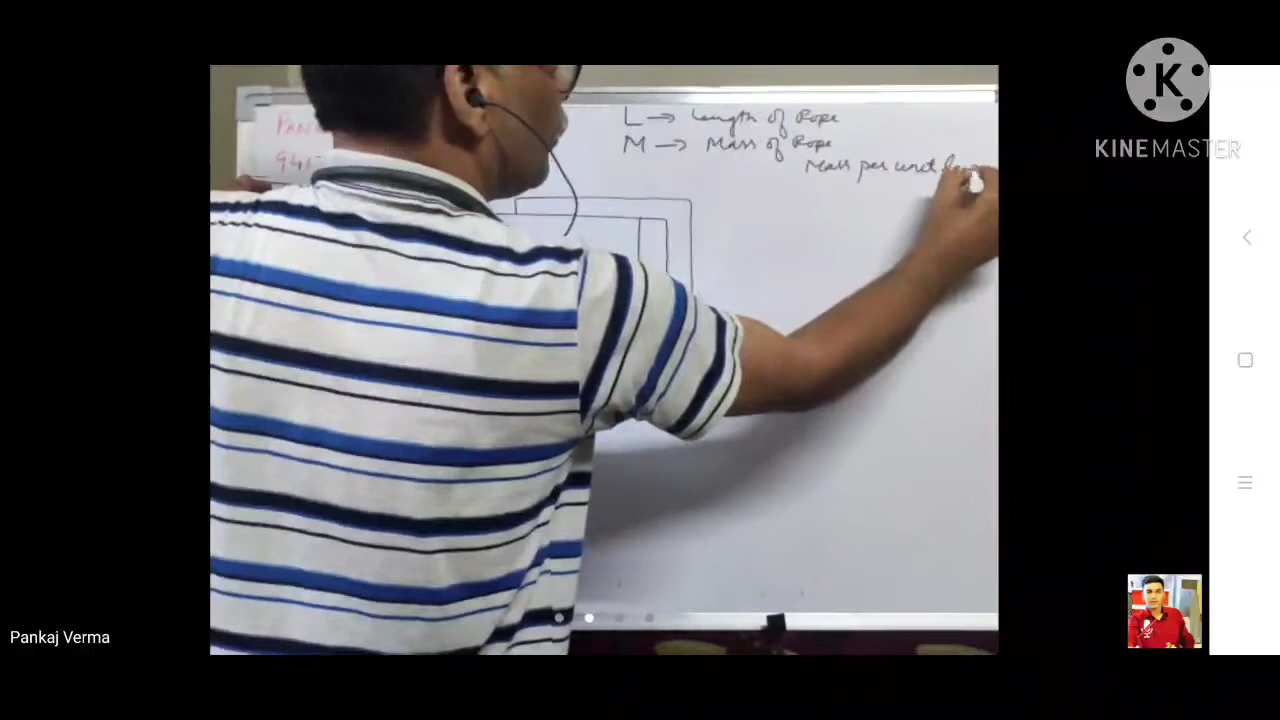 L → Length of Rope
M → Mass of Rope
Mass per unit
KINEMASTER
K
Pankaj Verma